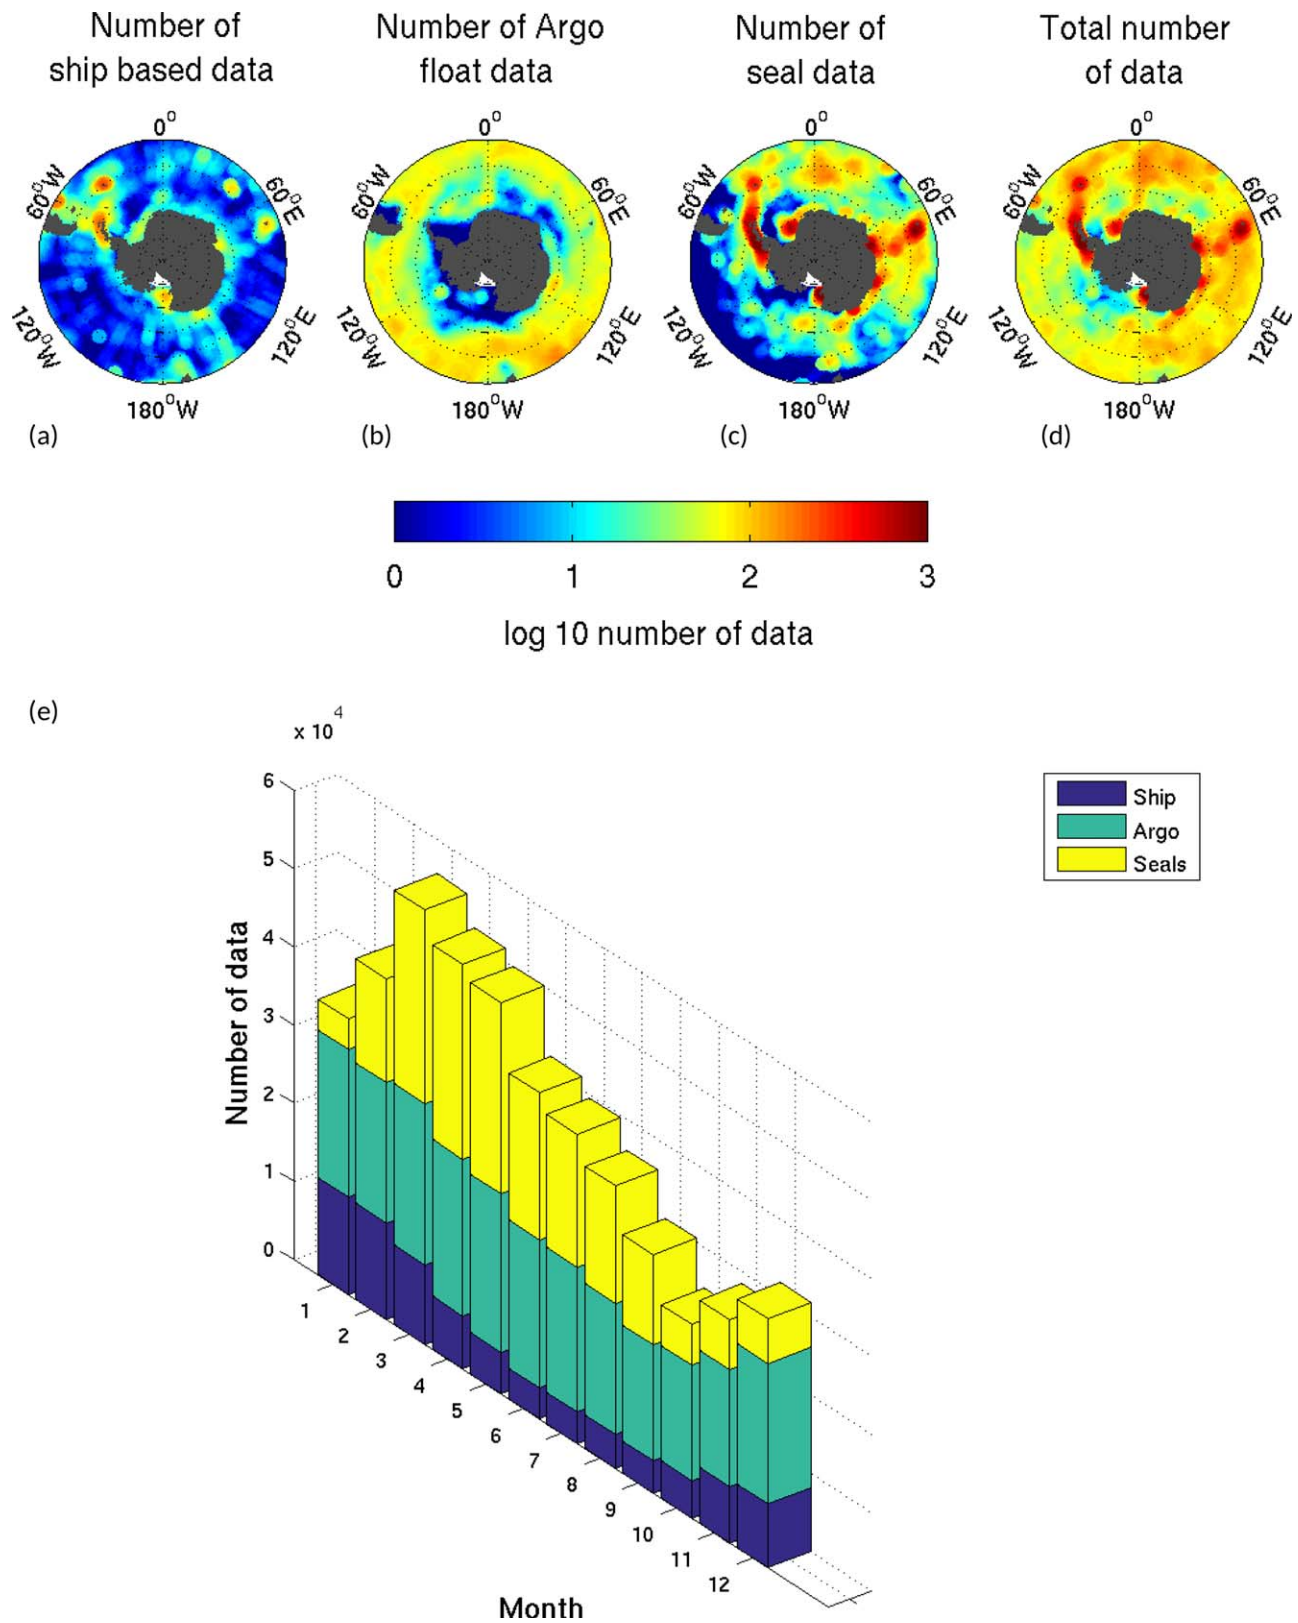 Number of
ship based data
Number of Argo
float data
Number of
seal data
Total number
of data
0°
60°W
60°E
120°W
120°E
180°W
(a)
0°
60°W
60°E
120°W
120°E
180°W
(b)
0°
60°W
60°E
120°W
120°E
180°W
(c)
0°
60°W
60°E
120°W
120°E
180°W
(d)
0 1 2 3
log 10 number of data
(e)
x 10⁴
6
5
4
3
2
1
0
Number of data
1
2
3
4
5
6
7
8
9
10
11
12
Month
Ship
Argo
Seals